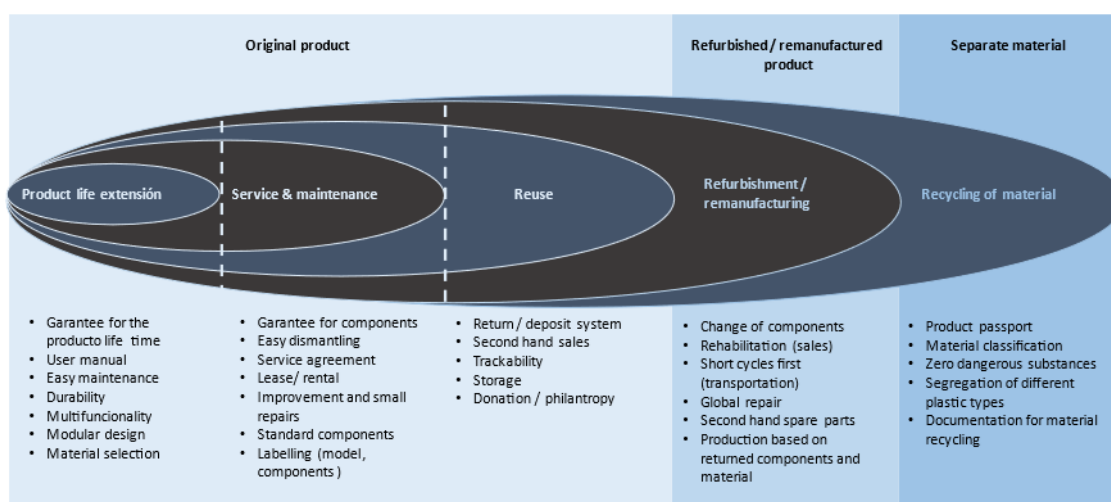 Original product
Refurbished / remanufactured
product
Separate material
Product life extensión
Service & maintenance
Reuse
Refurbishment /
remanufacturing
Recycling of material
• Garantee for the
producto life time
• User manual
• Easy maintenance
• Durability
• Multifuncionality
• Modular design
• Material selection
• Garantee for components
• Easy dismantling
• Service agreement
• Lease/ rental
• Improvement and small
repairs
• Standard components
• Labelling (model,
components )
• Return / deposit system
• Second hand sales
• Trackability
• Storage
• Donation / philantropy
• Change of components
• Rehabilitation (sales)
• Short cycles first
(transportation)
• Global repair
• Second hand spare parts
• Production based on
returned components and
material
• Product passport
• Material classification
• Zero dangerous substances
• Segregation of different
plastic types
• Documentation for material
recycling